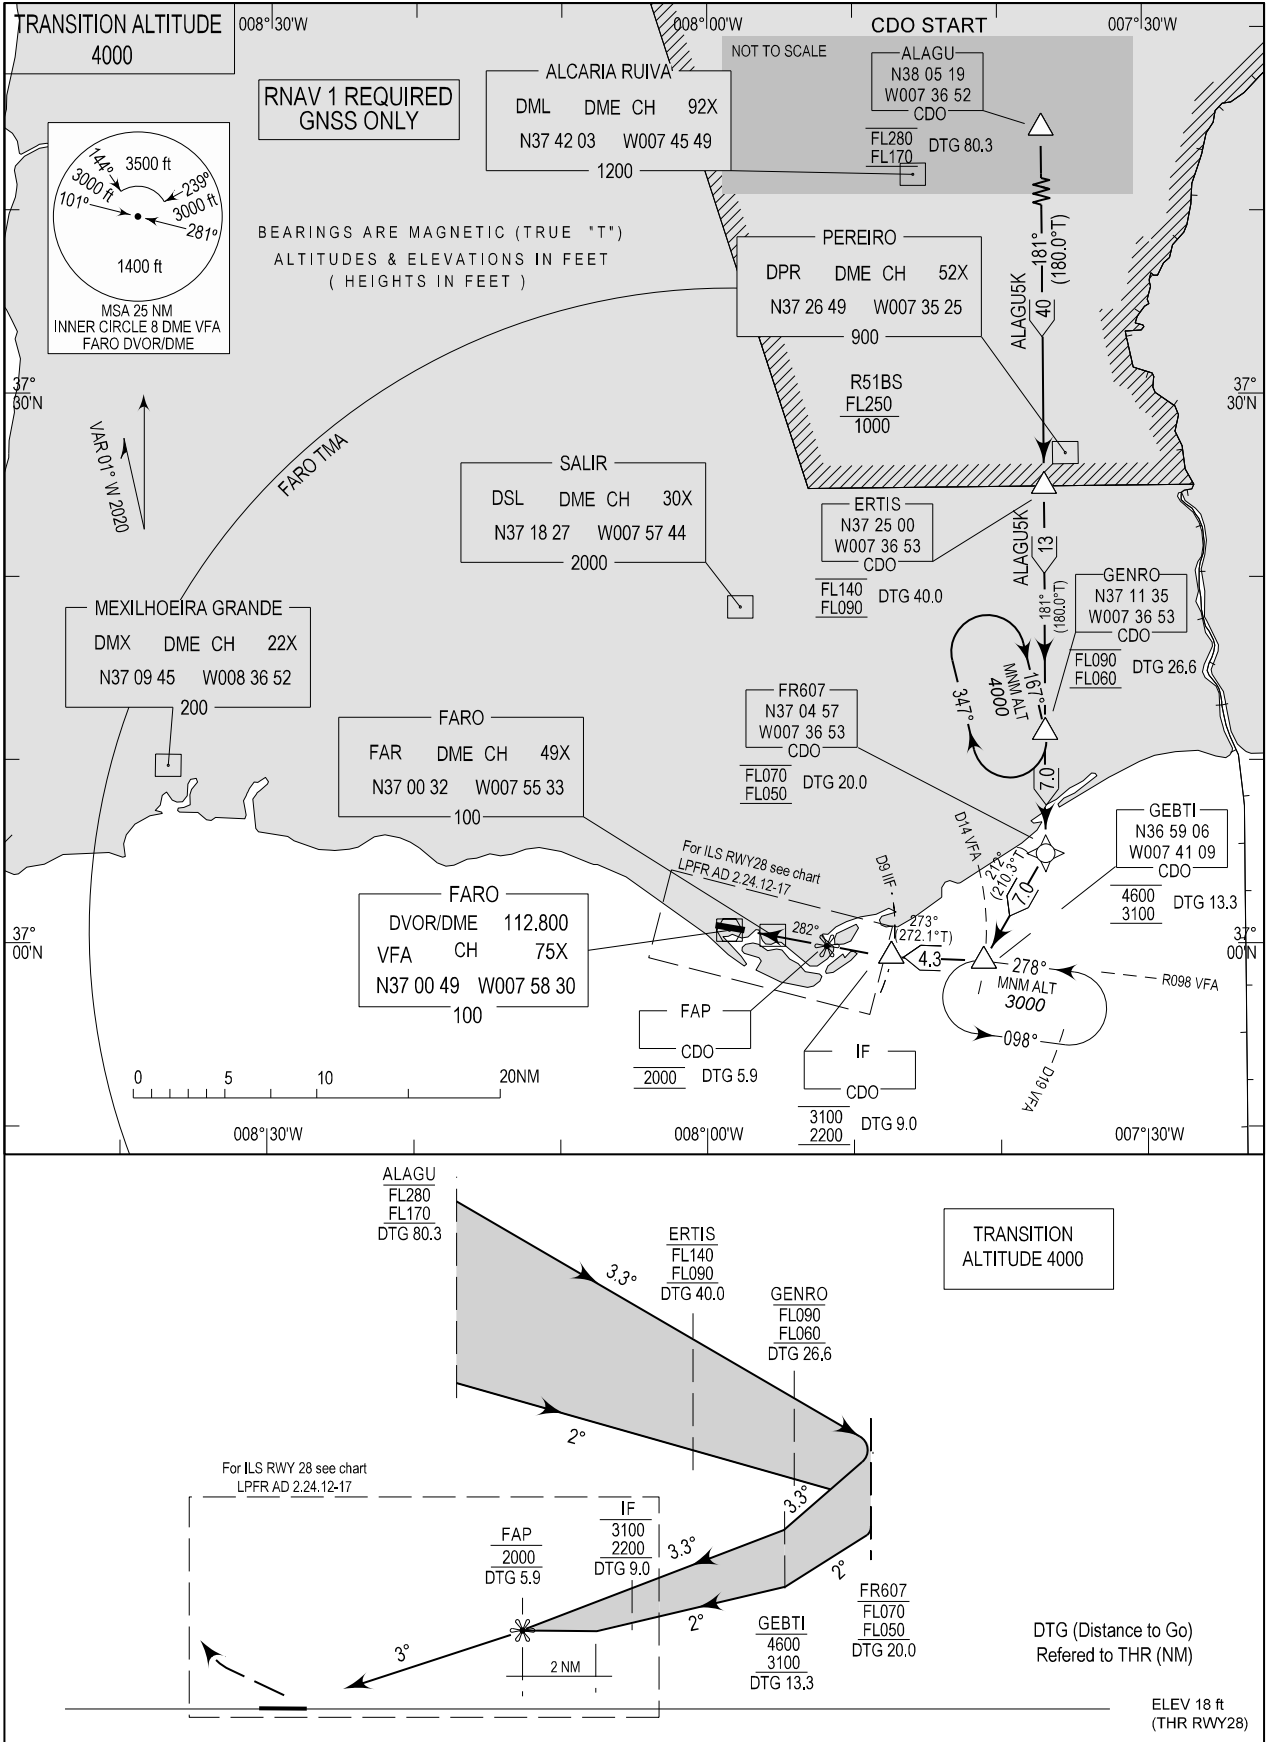 TRANSITION ALTITUDE
4000
008°30'W
008°00'W
CDO START
007°30'W
NOT TO SCALE
ALAGU
N38 05 19
W007 36 52
CDO
FL280
FL170
DTG 80.3
RNAV 1 REQUIRED
GNSS ONLY
ALCARIA RUIVA
DML DME CH 92X
N37 42 03 W007 45 49
1200
3500 ft
144°
3000 ft
101°
239°
3000 ft
281°
1400 ft
MSA 25 NM
INNER CIRCLE 8 DME VFA
FARO DVOR/DME
BEARINGS ARE MAGNETIC (TRUE "T")
ALTITUDES & ELEVATIONS IN FEET
( HEIGHTS IN FEET )
PEREIRO
DPR DME CH 52X
N37 26 49 W007 35 25
900
181°
(180.0°T)
ALAGU5K
40
R51BS
FL250
1000
37°
30'N
37°
30'N
VAR 01° W 2020
FARO TMA
SALIR
DSL DME CH 30X
N37 18 27 W007 57 44
2000
ERTIS
N37 25 00
W007 36 53
CDO
FL140
FL090
DTG 40.0
ALAGU5K
13
181°
(180.0°T)
GENRO
N37 11 35
W007 36 53
CDO
FL090
FL060
DTG 26.6
MEXILHOEIRA GRANDE
DMX DME CH 22X
N37 09 45 W008 36 52
200
167°
MNM ALT
4000
347°
FR607
N37 04 57
W007 36 53
CDO
FL070
FL050
DTG 20.0
7.0
FARO
FAR DME CH 49X
N37 00 32 W007 55 33
100
GEBTI
N36 59 06
W007 41 09
CDO
4600
3100
DTG 13.3
For ILS RWY28 see chart
LPFR AD 2.24.12-17
D9 IIF
D14 VFA
212°
(210.3°T)
7.0
FARO
DVOR/DME 112.800
VFA CH 75X
N37 00 49 W007 58 30
100
282°
273°
(272.1°T)
4.3
37°
00'N
37°
00'N
278°
MNM ALT
3000
098°
R098 VFA
D19 VFA
FAP
CDO
2000
DTG 5.9
IF
CDO
3100
2200
DTG 9.0
0 5 10 20NM
008°30'W
008°00'W
007°30'W
ALAGU
FL280
FL170
DTG 80.3
ERTIS
FL140
FL090
DTG 40.0
TRANSITION
ALTITUDE 4000
3.3°
GENRO
FL090
FL060
DTG 26.6
2°
For ILS RWY 28 see chart
LPFR AD 2.24.12-17
3.3°
IF
3100
2200
DTG 9.0
FAP
2000
DTG 5.9
3.3°
2°
2°
FR607
FL070
FL050
DTG 20.0
GEBTI
4600
3100
DTG 13.3
3°
2 NM
DTG (Distance to Go)
Refered to THR (NM)
ELEV 18 ft
(THR RWY28)